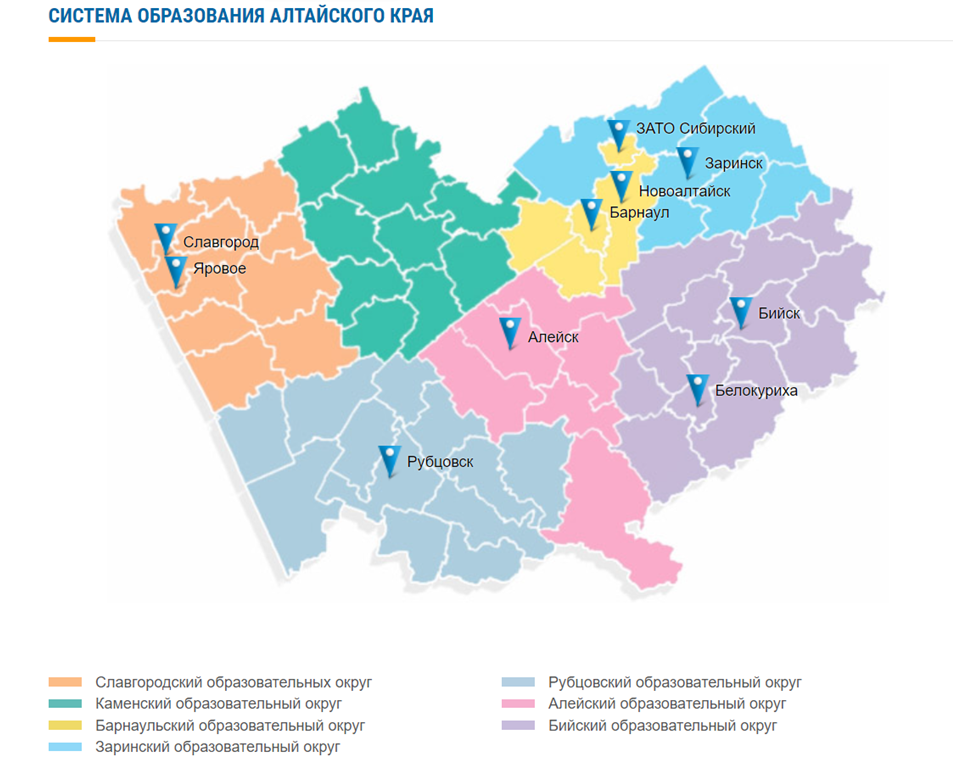 СИСТЕМА ОБРАЗОВАНИЯ АЛТАЙСКОГО КРАЯ
ЗАТО Сибирский
Заринск
Новоалтайск
Барнаул
Славгород
Яровое
Бийск
Алейск
Белокуриха
Рубцовск
Славгородский образовательных округ
Каменский образовательный округ
Барнаульский образовательный округ
Заринский образовательный округ
Рубцовский образовательный округ
Алейский образовательный округ
Бийский образовательный округ